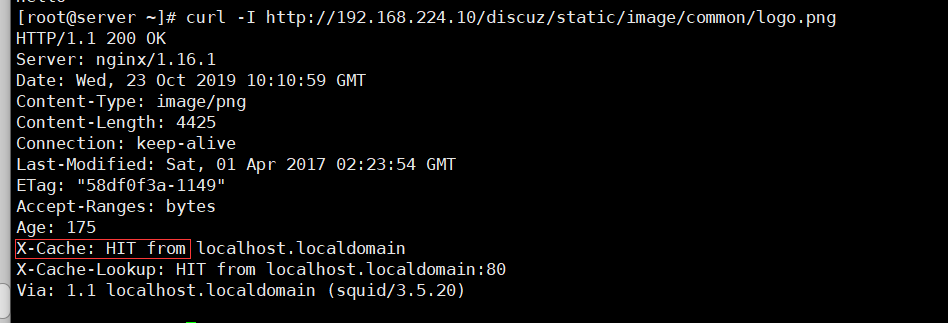 [root@server ~]# curl -I http://192.168.224.10/discuz/static/image/common/logo.png
HTTP/1.1 200 OK
Server: nginx/1.16.1
Date: Wed, 23 Oct 2019 10:10:59 GMT
Content-Type: image/png
Content-Length: 4425
Connection: keep-alive
Last-Modified: Sat, 01 Apr 2017 02:23:54 GMT
ETag: "58df0f3a-1149"
Accept-Ranges: bytes
Age: 175
X-Cache: HIT from localhost.localdomain
X-Cache-Lookup: HIT from localhost.localdomain:80
Via: 1.1 localhost.localdomain (squid/3.5.20)